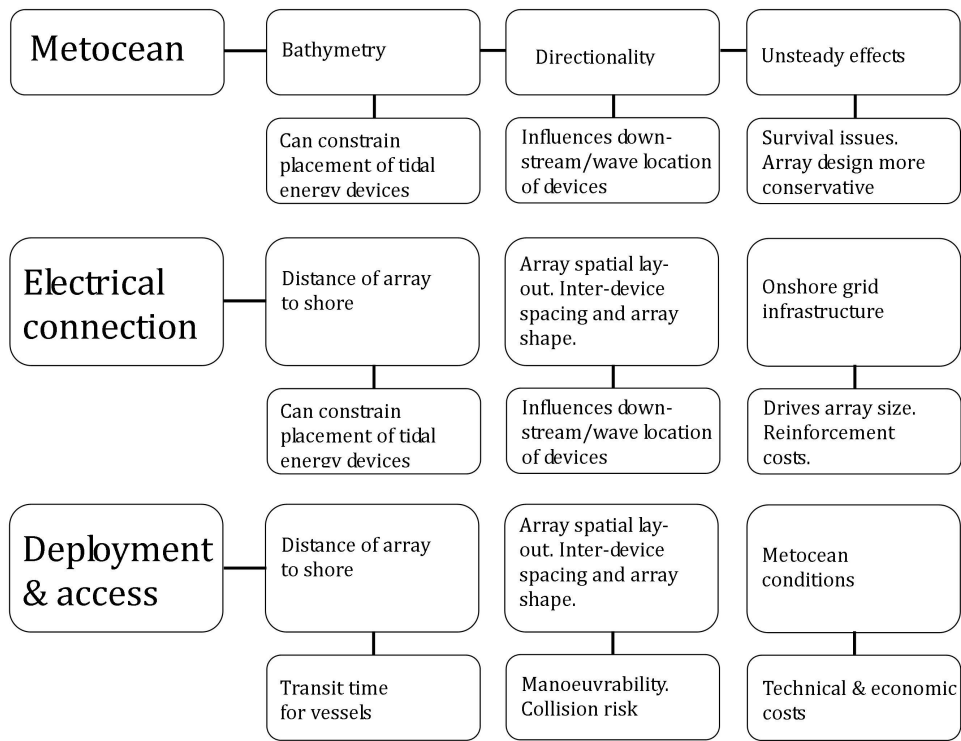 Metocean
Bathymetry
Directionality
Unsteady effects
Can constrain
placement of tidal
energy devices
Influences down-
stream/wave location
of devices
Survival issues.
Array design more
conservative
Electrical
connection
Distance of array
to shore
Array spatial lay-
out. Inter-device
spacing and array
shape.
Onshore grid
infrastructure
Can constrain
placement of tidal
energy devices
Influences down-
stream/wave location
of devices
Drives array size.
Reinforcement
costs.
Deployment
& access
Distance of array
to shore
Array spatial lay-
out. Inter-device
spacing and array
shape.
Metocean
conditions
Transit time
for vessels
Manoeuvrability.
Collision risk
Technical & economic
costs